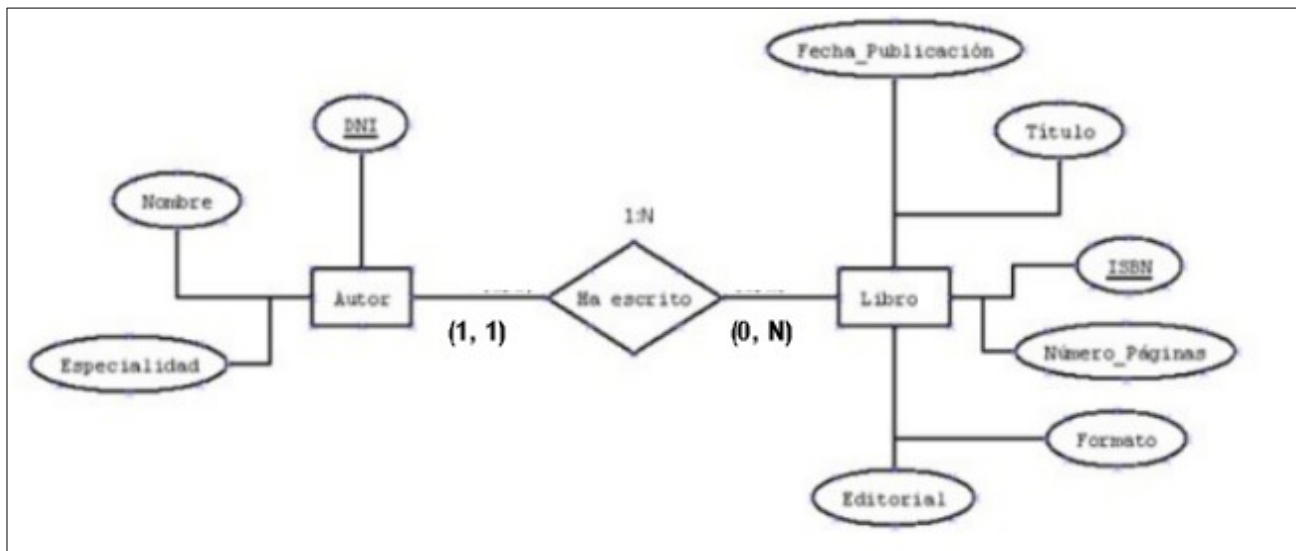 Fecha_Publicación
DNI
Título
Nombre
1:N
ISBN
Autor
Ha escrito
Libro
(1, 1)
(0, N)
Número_Páginas
Especialidad
Formato
Editorial